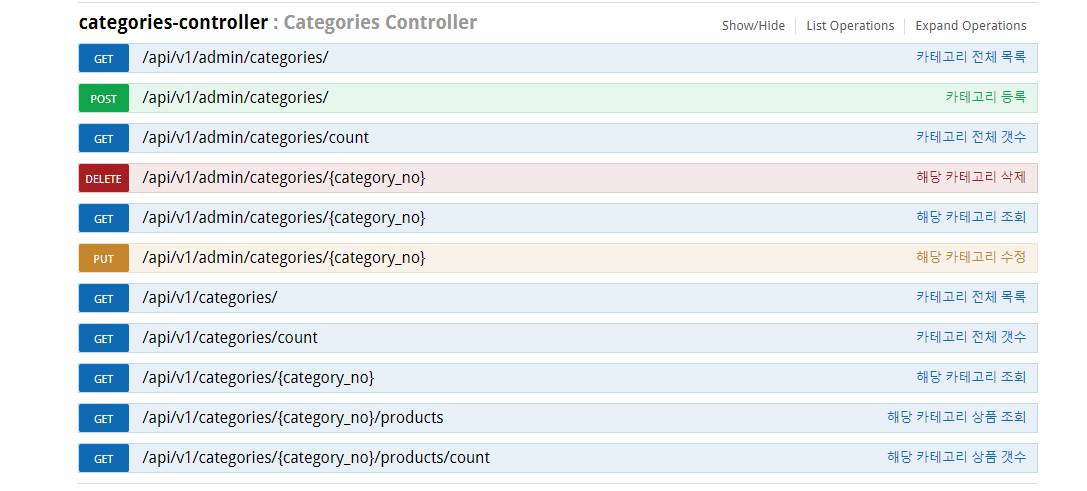 categories-controller : Categories Controller Show/Hide List Operations Expand Operations
GET /api/v1/admin/categories/ 카테고리 전체 목록
POST /api/v1/admin/categories/ 카테고리 등록
GET /api/v1/admin/categories/count 카테고리 전체 갯수
DELETE /api/v1/admin/categories/{category_no} 해당 카테고리 삭제
GET /api/v1/admin/categories/{category_no} 해당 카테고리 조회
PUT /api/v1/admin/categories/{category_no} 해당 카테고리 수정
GET /api/v1/categories/ 카테고리 전체 목록
GET /api/v1/categories/count 카테고리 전체 갯수
GET /api/v1/categories/{category_no} 해당 카테고리 조회
GET /api/v1/categories/{category_no}/products 해당 카테고리 상품 조회
GET /api/v1/categories/{category_no}/products/count 해당 카테고리 상품 갯수